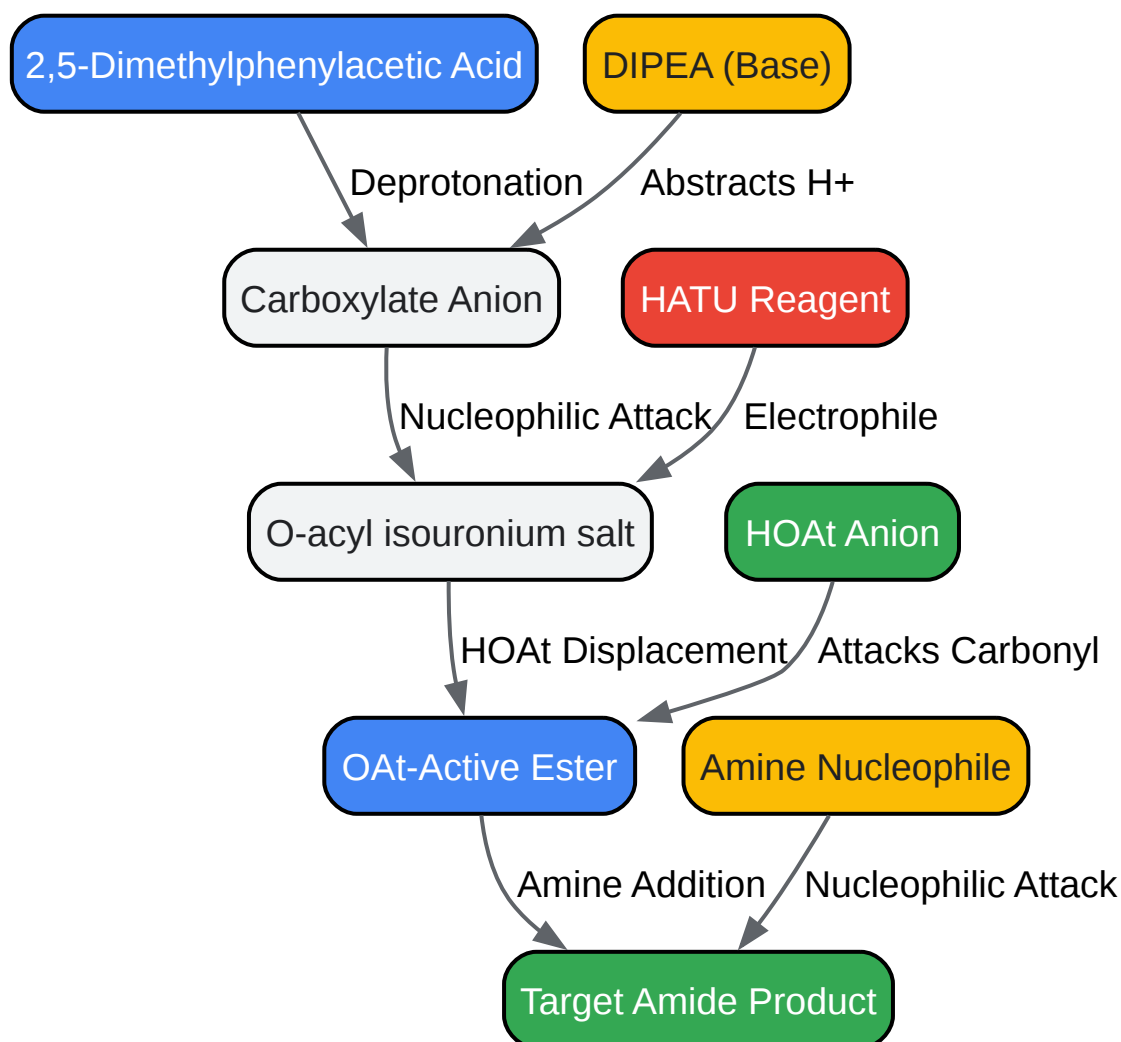 2,5-Dimethylphenylacetic Acid
DIPEA (Base)
Deprotonation
Abstracts H+
Carboxylate Anion
HATU Reagent
Nucleophilic Attack
Electrophile
O-acyl isouronium salt
HOAt Anion
HOAt Displacement
Attacks Carbonyl
OAt-Active Ester
Amine Nucleophile
Amine Addition
Nucleophilic Attack
Target Amide Product